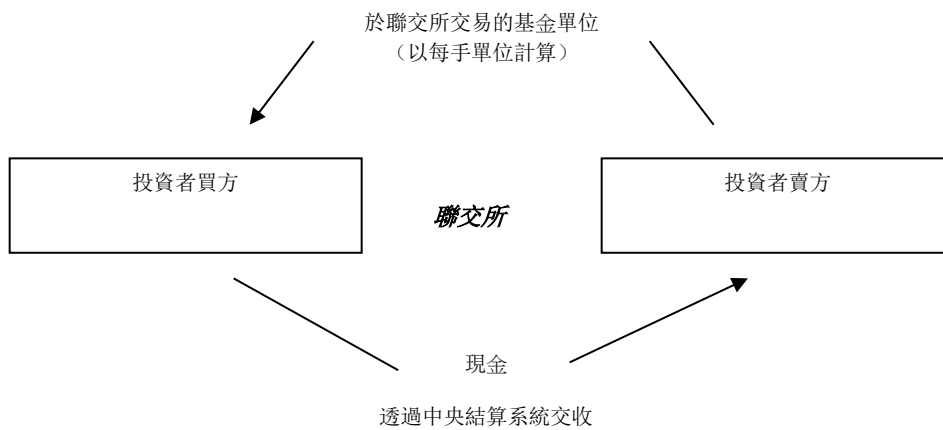 於聯交所交易的基金單位
（以每手單位計算）
投資者買方
投資者賣方
聯交所
現金
透過中央結算系統交收